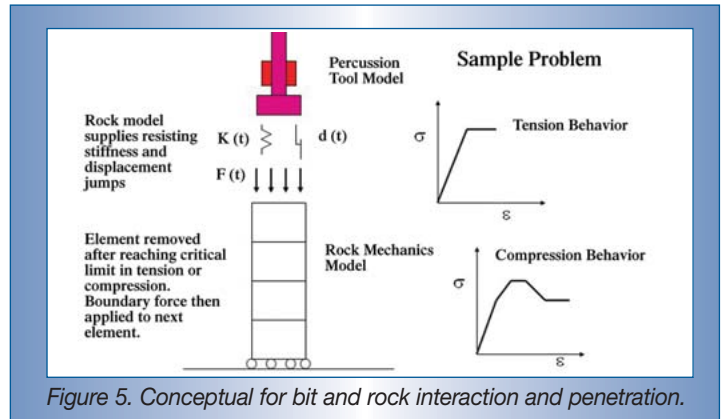 Percussion
Tool Model
Sample Problem
Rock model
supplies resisting
stiffness and
displacement
jumps
K (t)
d (t)
F (t)
σ
Tension Behavior
ε
Element removed
after reaching critical
limit in tension or
compression.
Boundary force then
applied to next
element.
Rock Mechanics
Model
Compression Behavior
σ
ε
Figure 5. Conceptual for bit and rock interaction and penetration.